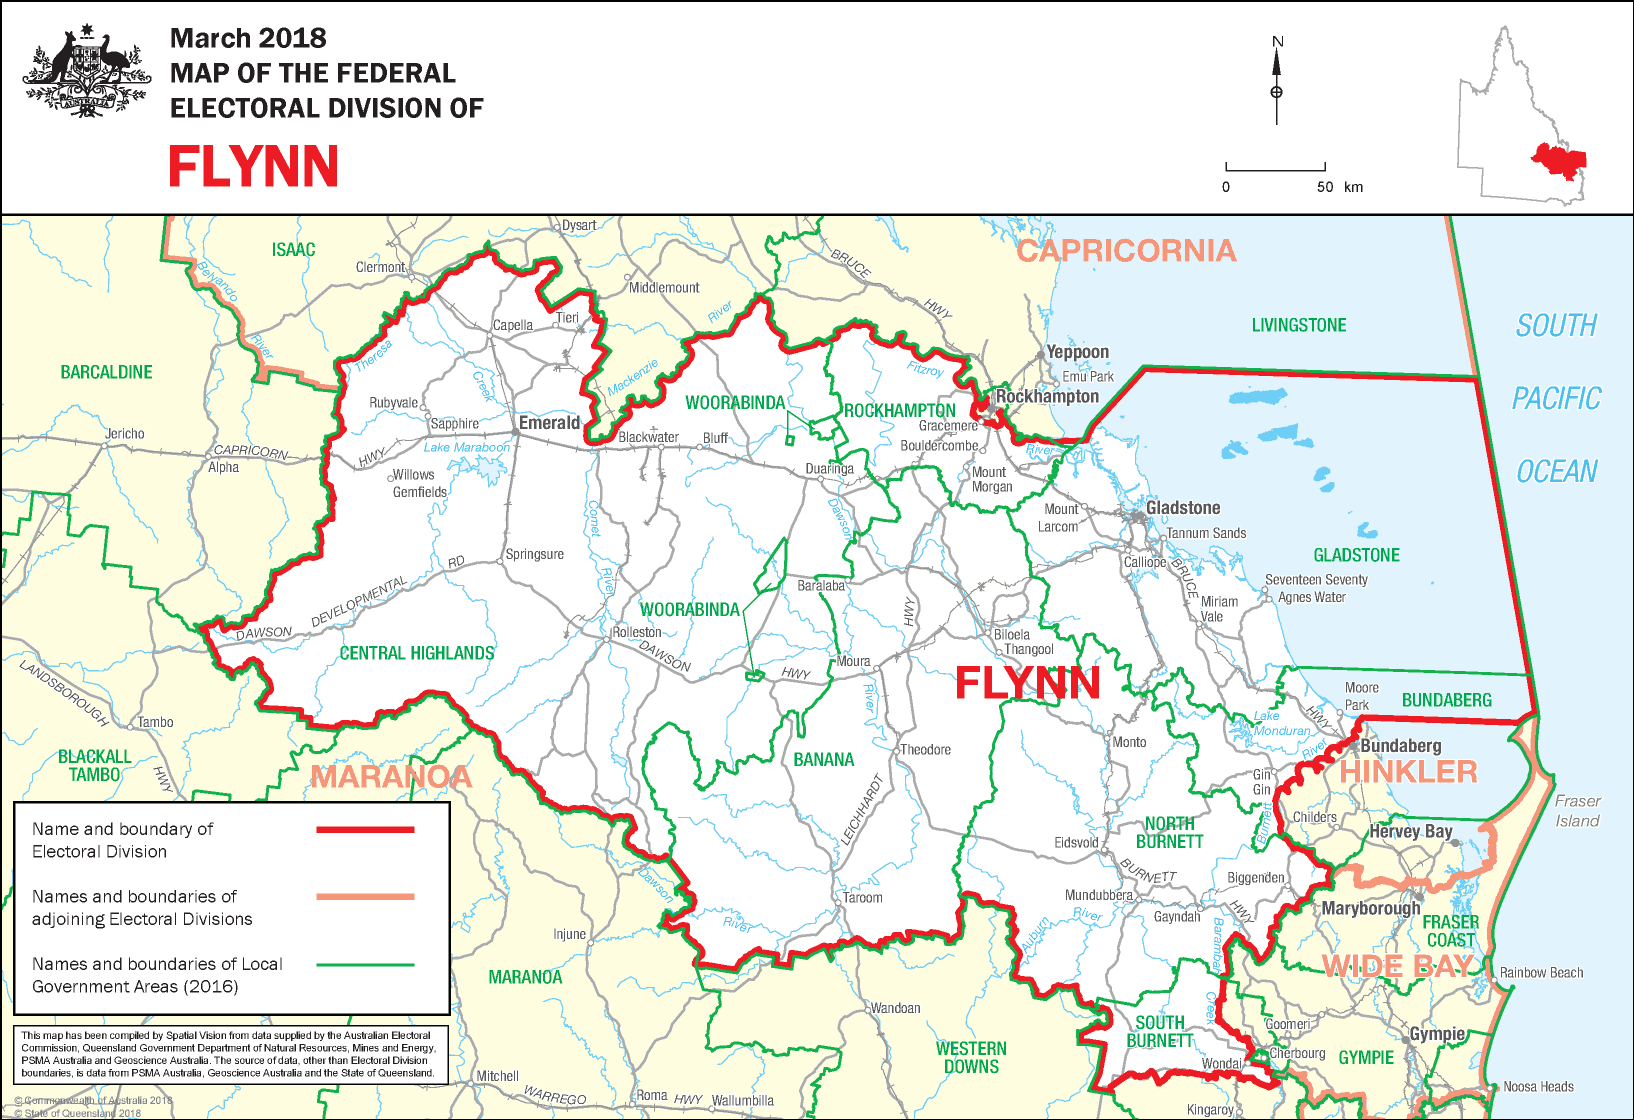 March 2018
MAP OF THE FEDERAL
ELECTORAL DIVISION OF
FLYNN
AUSTRALIA
N
0 50 km
Dysart
ISAAC
CAPRICORNIA
Clermont
BRUCE
Belyando
Middlemount
HWY
River
Capella
Tieri
LIVINGSTONE
SOUTH
River
Theresa
Yeppoon
BARCALDINE
Mackenzie
Fitzroy
Emu Park
Creek
PACIFIC
Rubyvale
WOORABINDA
ROCKHAMPTON
Rockhampton
Sapphire
Emerald
Gracemere
Jericho
Blackwater
Bluff
Bouldercombe
CAPRICORN
Lake Maraboon
River
HWY
Alpha
Willows
Gemfields
Duaringa
Mount
Morgan
OCEAN
Comet
Dawson
Mount
Larcom
Gladstone
Tannum Sands
Springsure
RD
GLADSTONE
Calliope
BRUCE
DEVELOPMENTAL
River
Baralaba
Seventeen Seventy
Agnes Water
WOORABINDA
HWY
Miriam
Vale
DAWSON
Rolleston
Biloela
Thangool
CENTRAL HIGHLANDS
DAWSON
HWY
Moura
LANDSBOROUGH
FLYNN
River
Moore
Park
BUNDABERG
Tambo
Lake
Monduran
HWY
BLACKALL
TAMBO
HWY
MARANOA
BANANA
Theodore
Monto
River
Bundaberg
HINKLER
Gin
Gin
Fraser
Island
LEICHHARDT
Burnett
Childers
NORTH
BURNETT
Hervey Bay
Eidsvold
BURNETT
Dawson
Biggenden
Taroom
Mundubbera
Gayndah
HWY
Maryborough
River
River
Auburn
Barambah
FRASER
COAST
Injune
MARANOA
WIDE BAY
Rainbow Beach
Wandoan
Creek
SOUTH
BURNETT
Goomeri
Gympie
WESTERN
DOWNS
Cherbourg
GYMPIE
Wondai
Mitchell
Noosa Heads
WARREGO
Roma
HWY
Wallumbilla
Kingaroy
Name and boundary of
Electoral Division
Names and boundaries of
adjoining Electoral Divisions
Names and boundaries of Local
Government Areas (2016)
This map has been compiled by Spatial Vision from data supplied by the Australian Electoral
Commission, Queensland Government Department of Natural Resources, Mines and Energy,
PSMA Australia and Geoscience Australia. The source of data, other than Electoral Division
boundaries, is data from PSMA Australia, Geoscience Australia and the State of Queensland.
© Commonwealth of Australia 2018
© State of Queensland 2018